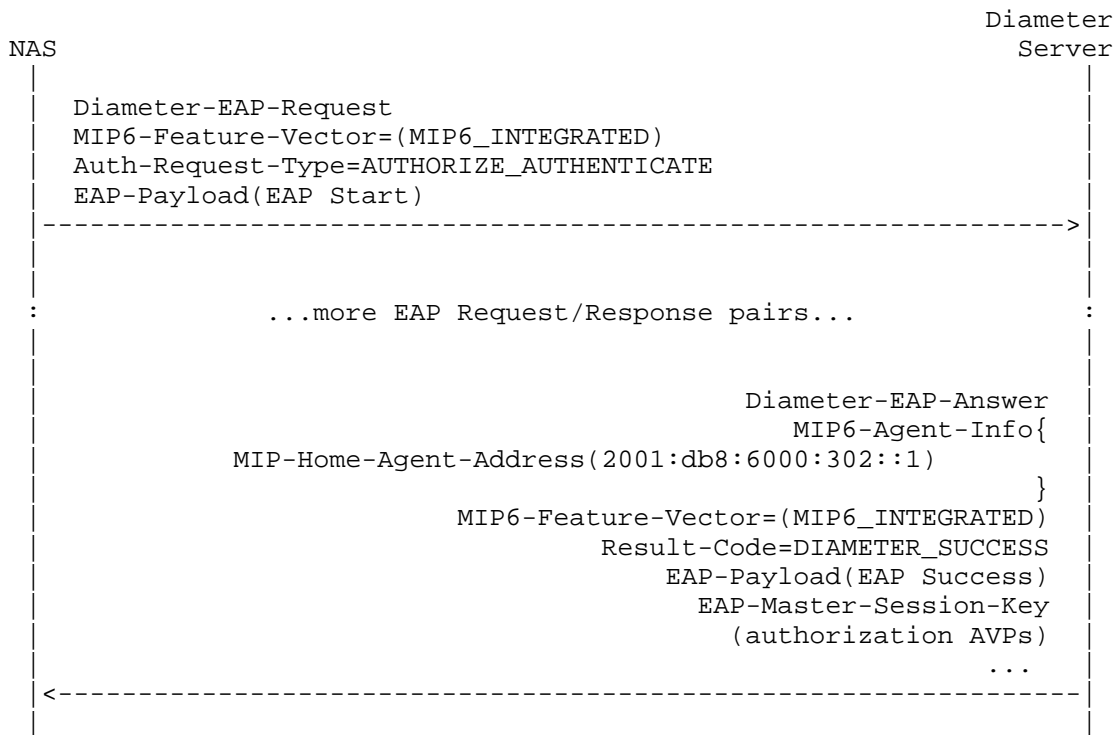 Diameter
NAS Server
Diameter-EAP-Request
MIP6-Feature-Vector=(MIP6_INTEGRATED)
Auth-Request-Type=AUTHORIZE_AUTHENTICATE
EAP-Payload(EAP Start)
...more EAP Request/Response pairs...
Diameter-EAP-Answer
MIP6-Agent-Info{
MIP-Home-Agent-Address(2001:db8:6000:302::1)
}
MIP6-Feature-Vector=(MIP6_INTEGRATED)
Result-Code=DIAMETER_SUCCESS
EAP-Payload(EAP Success)
EAP-Master-Session-Key
(authorization AVPs)
...